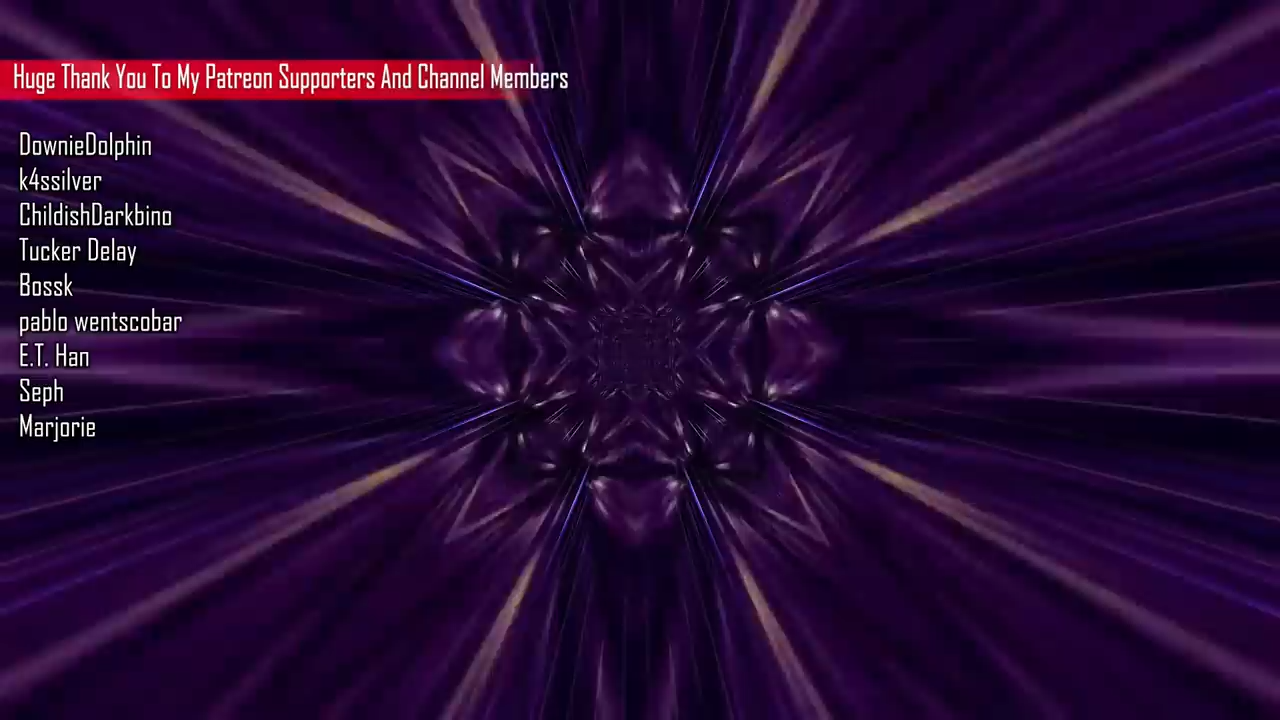 Huge Thank You To My Patreon Supporters And Channel Members
DownieDolphin
k4ssilver
ChildishDarkbino
Tucker Delay
Bossk
pablo wentscobar
E.T. Han
Seph
Marjorie